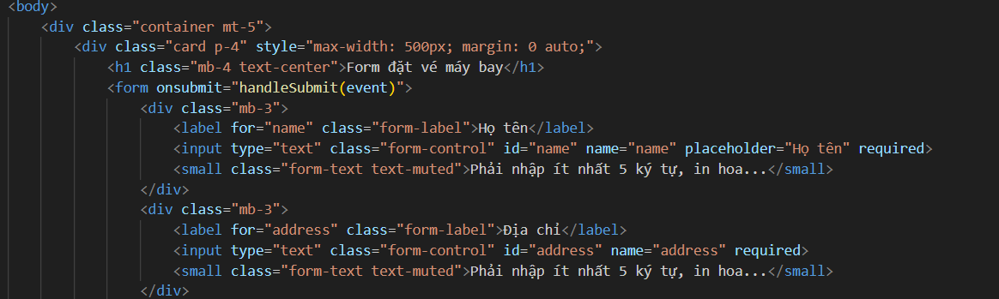 <body>
<div class="container mt-5">
<div class="card p-4" style="max-width: 500px; margin: 0 auto;">
<h1 class="mb-4 text-center">Form đặt vé máy bay</h1>
<form onsubmit="handleSubmit(event)">
<div class="mb-3">
<label for="name" class="form-label">Họ tên</label>
<input type="text" class="form-control" id="name" name="name" placeholder="Họ tên" required>
<small class="form-text text-muted">Phải nhập ít nhất 5 ký tự, in hoa...</small>
</div>
<div class="mb-3">
<label for="address" class="form-label">Địa chỉ</label>
<input type="text" class="form-control" id="address" name="address" required>
<small class="form-text text-muted">Phải nhập ít nhất 5 ký tự, in hoa...</small>
</div>